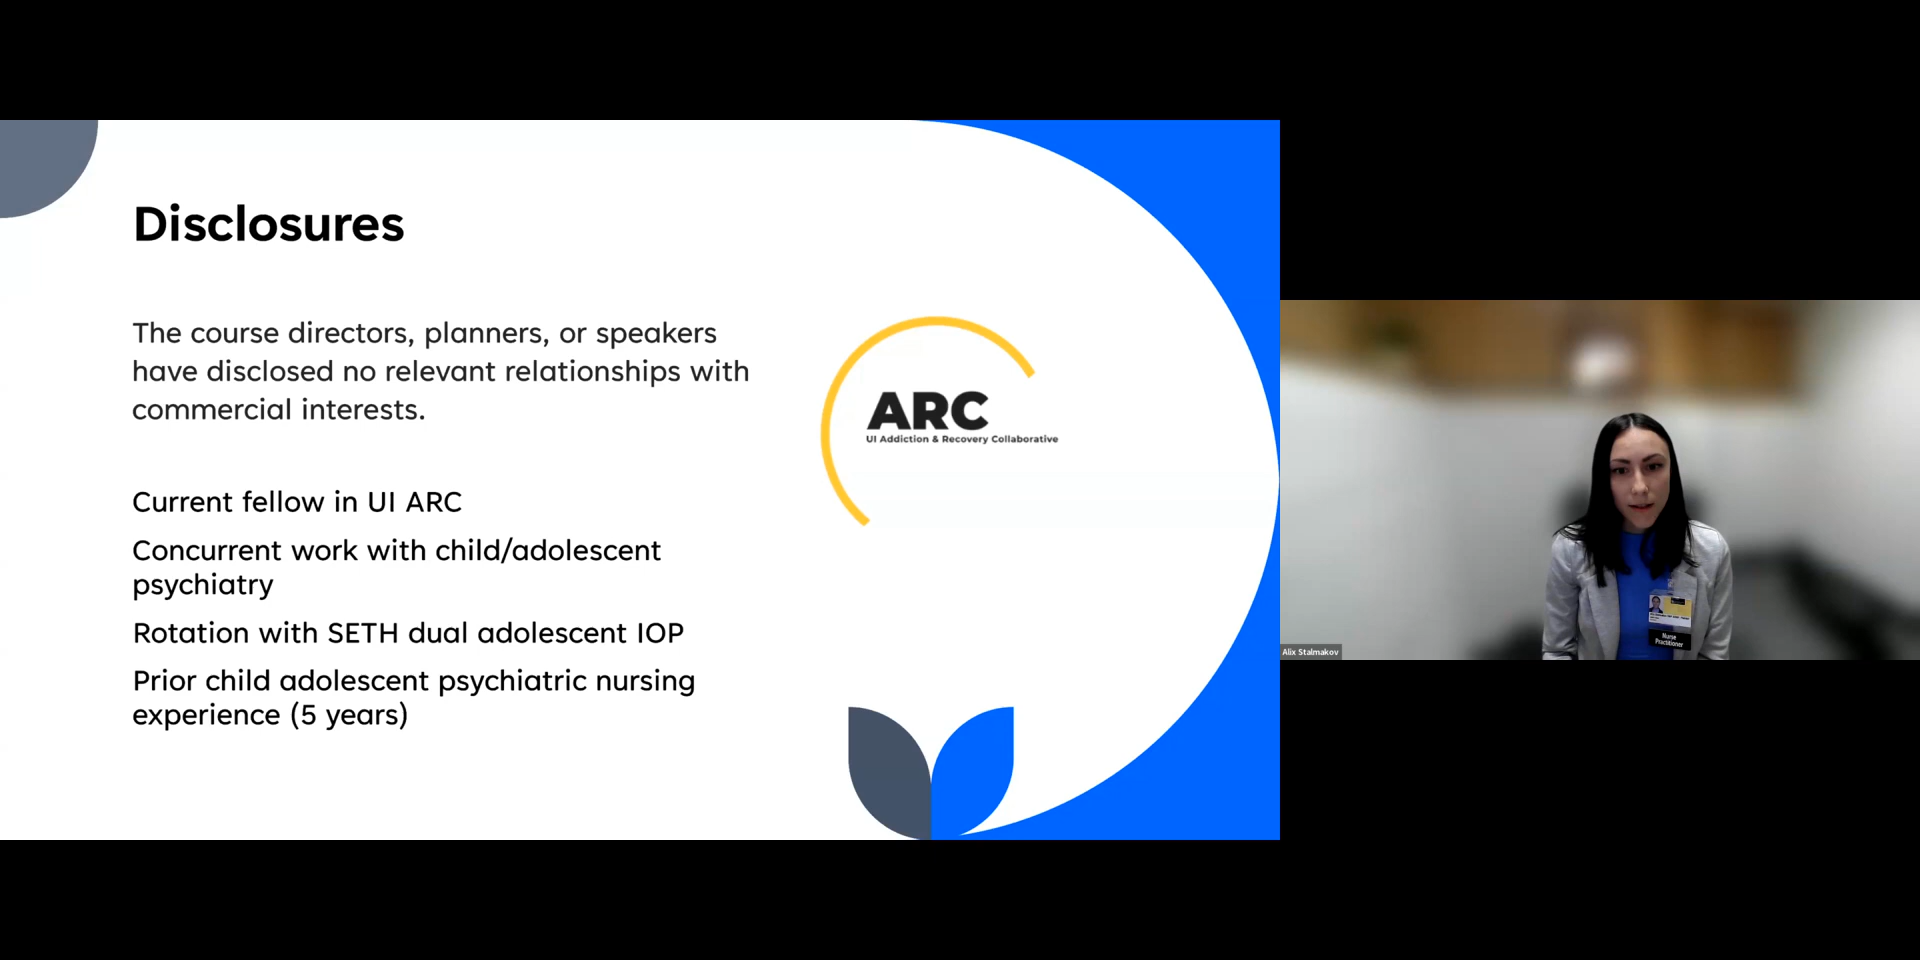 Disclosures
The course directors, planners, or speakers
have disclosed no relevant relationships with
commercial interests.
Current fellow in UI ARC
Concurrent work with child/adolescent
psychiatry
Rotation with SETH dual adolescent IOP
Prior child adolescent psychiatric nursing
experience (5 years)
ARC
UI Addiction & Recovery Collaborative
Nurse
Practitioner
Alix Stalmakov